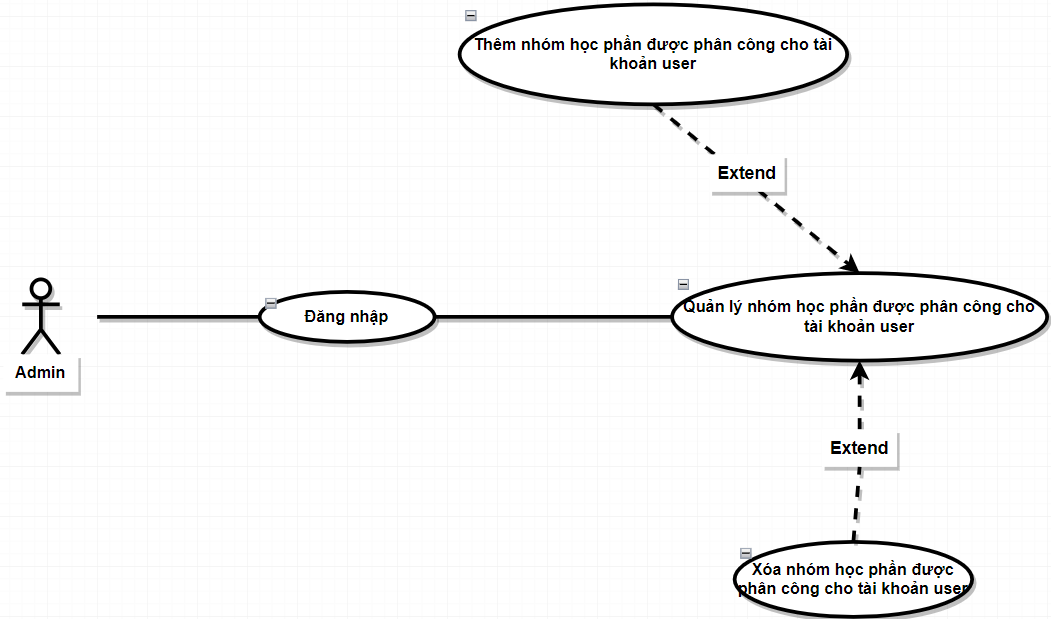 Thêm nhóm học phần được phân công cho tài
khoản user
Extend
Đăng nhập
Quản lý nhóm học phần được phân công cho
tài khoản user
Admin
Extend
Xóa nhóm học phần được
phân công cho tài khoản user